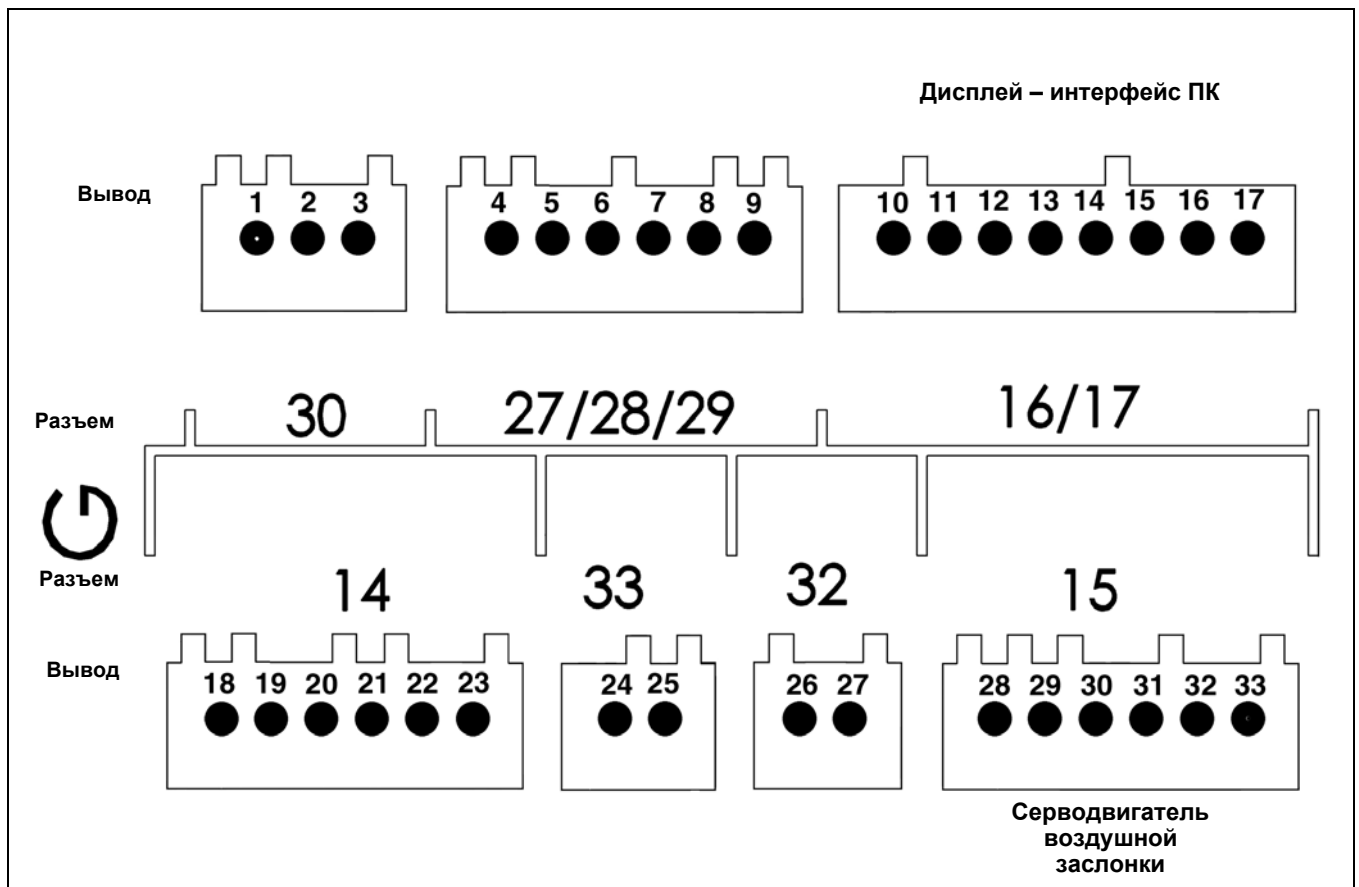 Дисплей – интерфейс ПК
Вывод
1 2 3 4 5 6 7 8 9 10 11 12 13 14 15 16 17
Разъем 30 27/28/29 16/17
Разъем
14 33 32 15
Вывод
18 19 20 21 22 23 24 25 26 27 28 29 30 31 32 33
Серводвигатель
воздушной
заслонки